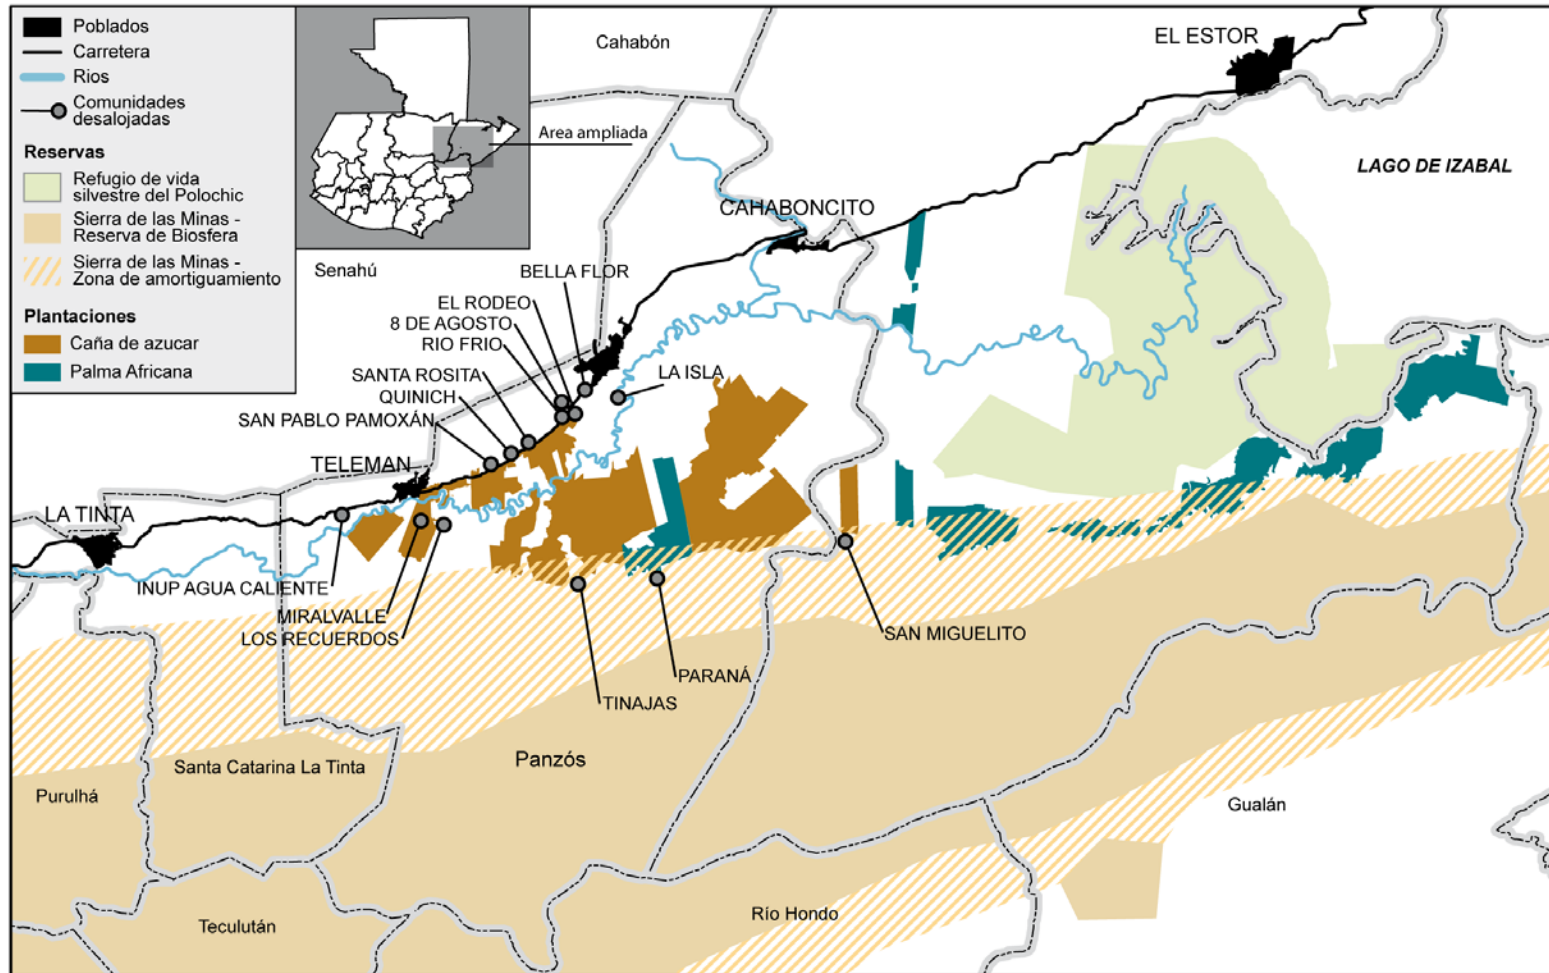 Poblados
Carretera
Rios
Comunidades
desalojadas
Reservas
Refugio de vida
silvestre del Polochic
Sierra de las Minas -
Reserva de Biosfera
Sierra de las Minas -
Zona de amortiguamiento
Plantaciones
Caña de azucar
Palma Africana
Area ampliada
Cahabón
EL ESTOR
LAGO DE IZABAL
CAHABONCITO
Senahú
BELLA FLOR
EL RODEO
8 DE AGOSTO
RIO FRIO
LA ISLA
SANTA ROSITA
QUINICH
SAN PABLO PAMOXÁN
TELEMAN
LA TINTA
INUP AGUA CALIENTE
MIRALVALLE
LOS RECUERDOS
SAN MIGUELITO
PARANÁ
TINAJAS
Panzós
Santa Catarina La Tinta
Purulhá
Gualán
Río Hondo
Teculután